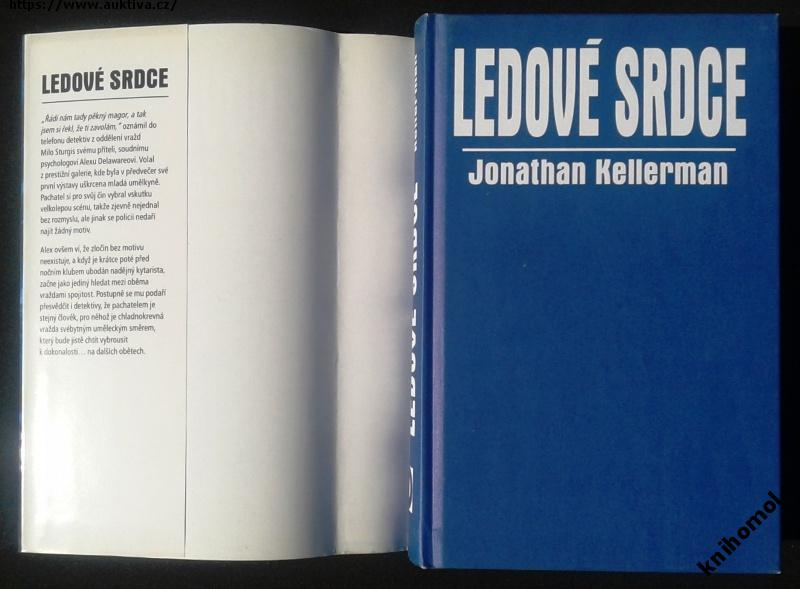 https://www.auktiva.cz/
LEDOVÉ SRDCE
„Řádí nám tady pěkný magor, a tak
jsem si řekl, že ti zavolám,“ oznámil do
telefonu detektiv z oddělení vražd
Milo Sturgis svému příteli, soudnímu
psychologovi Alexu Delawareovi. Volal
z prestižní galerie, kde byla v předvečer své
první výstavy uškrcena mladá umělkyně.
Pachatel si pro svůj čin vybral vskutku
velkolepou scénu, takže zjevně nejednal
bez rozmyslu, ale jinak se policii nedaří
najít žádný motiv.
Alex ovšem ví, že zločin bez motivu
neexistuje, a když je krátce poté před
nočním klubem ubodán nadějný kytarista,
začne jako jediný hledat mezi oběma
vraždami spojitost. Postupně se mu podaří
přesvědčit i detektivy, že pachatelem je
stejný člověk, pro něhož je chladnokrevná
vražda svébytným uměleckým směrem,
který bude jistě chtít vybrousit
k dokonalosti… na dalších obětech.
LEDOVÉ SRDCE
LEDOVÉ SRDCE
Jonathan Kellerman
knihomol